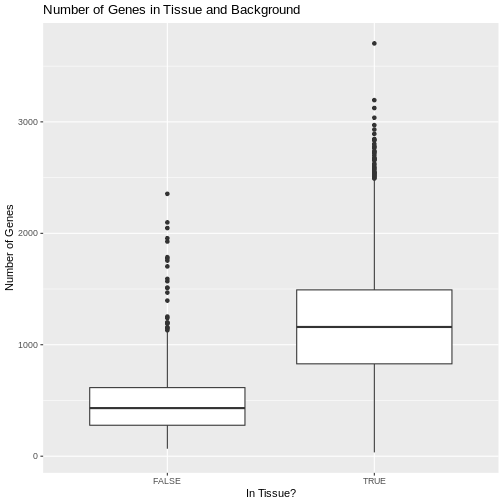 Number of Genes in Tissue and Background
Number of Genes
3000
2000
1000
0
FALSE
TRUE
In Tissue?